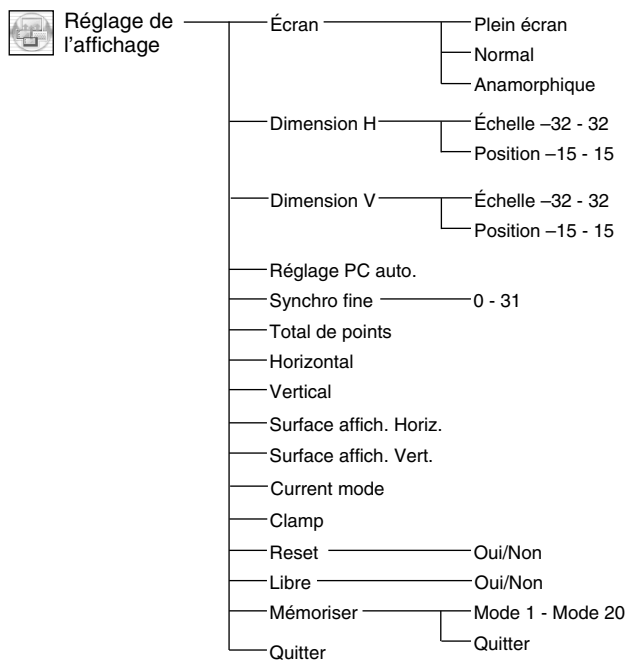 Réglage de
l'affichage
Écran
Plein écran
Normal
Anamorphique
Dimension H
Échelle –32 - 32
Position –15 - 15
Dimension V
Échelle –32 - 32
Position –15 - 15
Réglage PC auto.
Synchro fine
0 - 31
Total de points
Horizontal
Vertical
Surface affich. Horiz.
Surface affich. Vert.
Current mode
Clamp
Reset
Oui/Non
Libre
Oui/Non
Mémoriser
Mode 1 - Mode 20
Quitter
Quitter